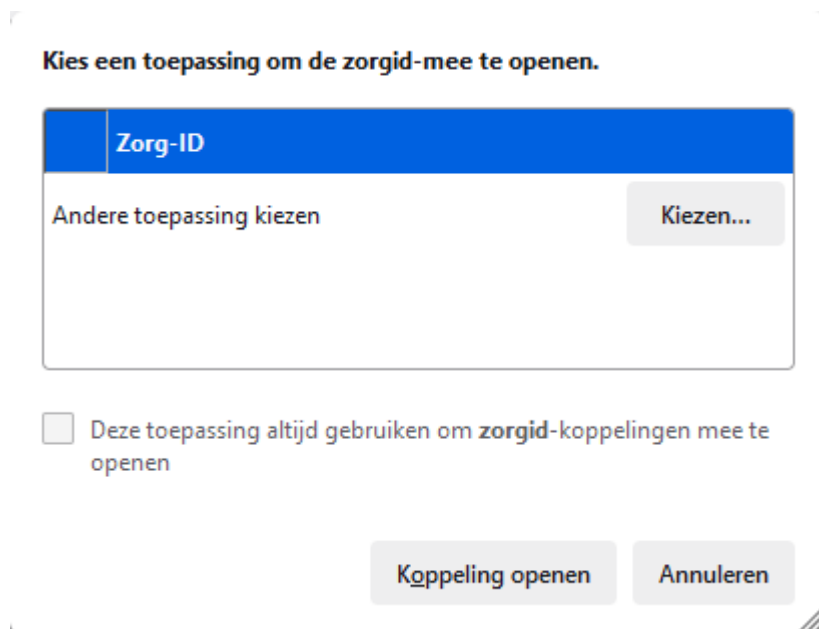 Kies een toepassing om de zorgid-mee te openen.
Zorg-ID
Andere toepassing kiezen
Kiezen...
Deze toepassing altijd gebruiken om zorgid-koppelingen mee te
openen
Koppeling openen
Annuleren